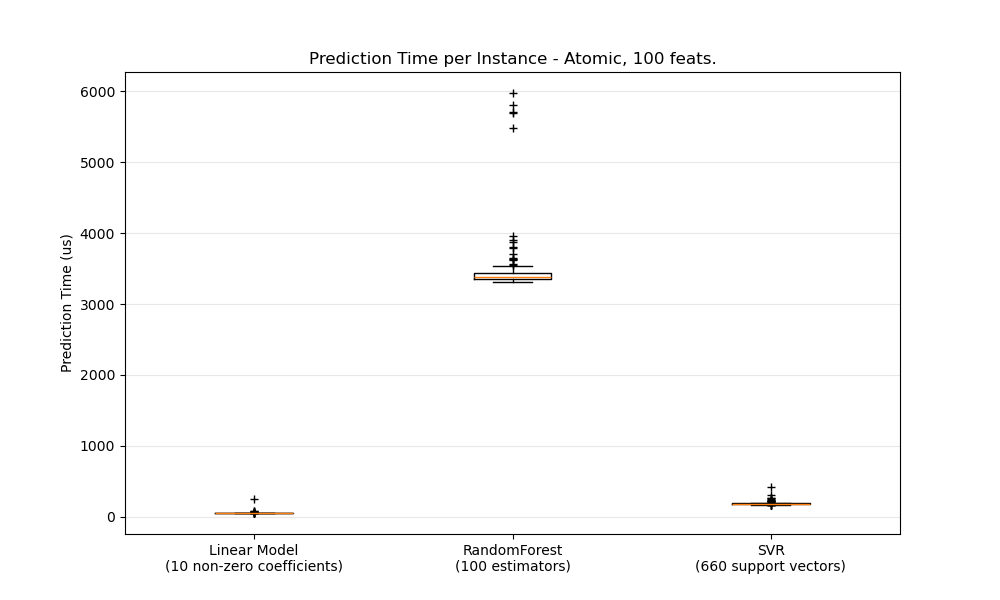 Prediction Time per Instance - Atomic, 100 feats.
Prediction Time (us)
6000
5000
4000
3000
2000
1000
0
Linear Model
(10 non-zero coefficients)
RandomForest
(100 estimators)
SVR
(660 support vectors)